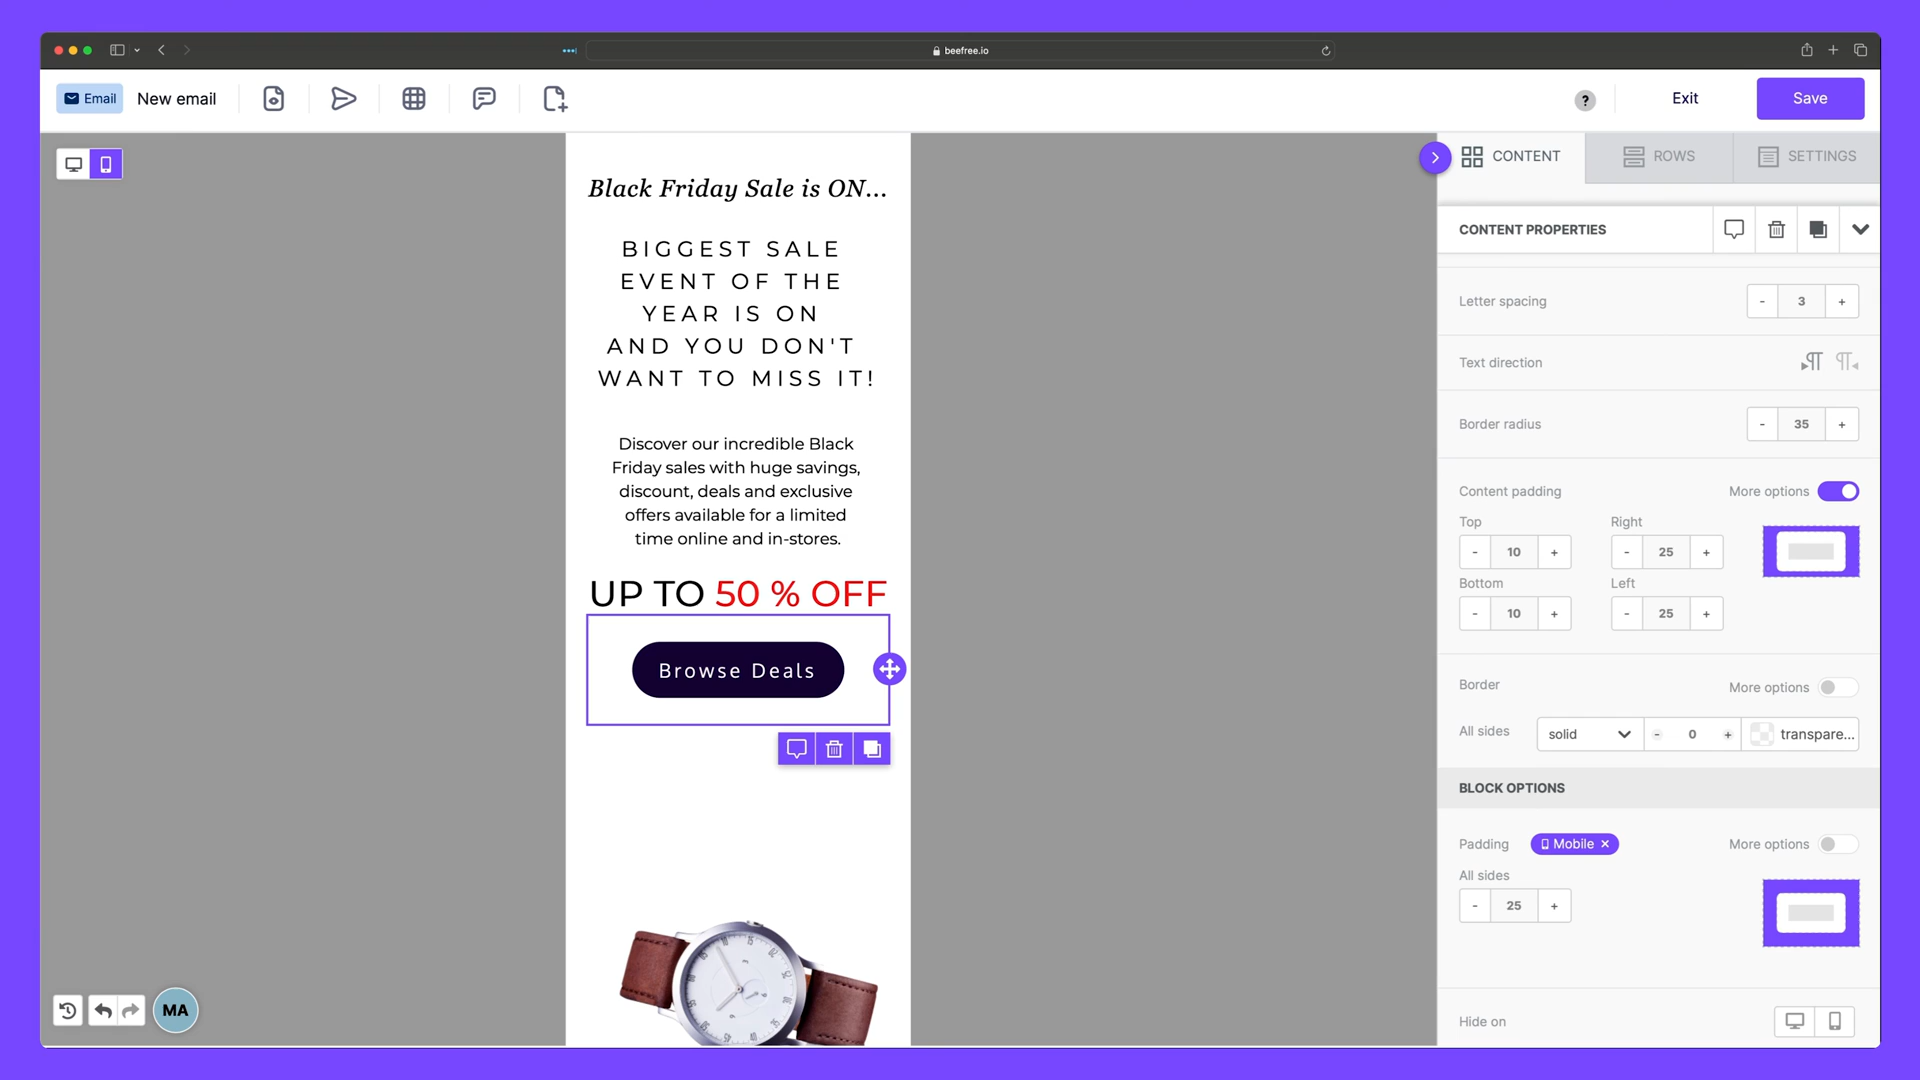 beefree.io
Email
New email
?
Exit
Save
CONTENT
ROWS
SETTINGS
Black Friday Sale is ON...
BIGGEST SALE
EVENT OF THE
YEAR IS ON
AND YOU DON'T
WANT TO MISS IT!
Discover our incredible Black
Friday sales with huge savings,
discount, deals and exclusive
offers available for a limited
time online and in-stores.
UP TO 50 % OFF
Browse Deals
MA
CONTENT PROPERTIES
Letter spacing
- 3 +
Text direction
Border radius
- 35 +
Content padding
More options
Top
Right
- 10 +
- 25 +
Bottom
Left
- 10 +
- 25 +
Border
More options
All sides
solid
- 0 +
transpare...
BLOCK OPTIONS
Padding
Mobile ×
More options
All sides
- 25 +
Hide on